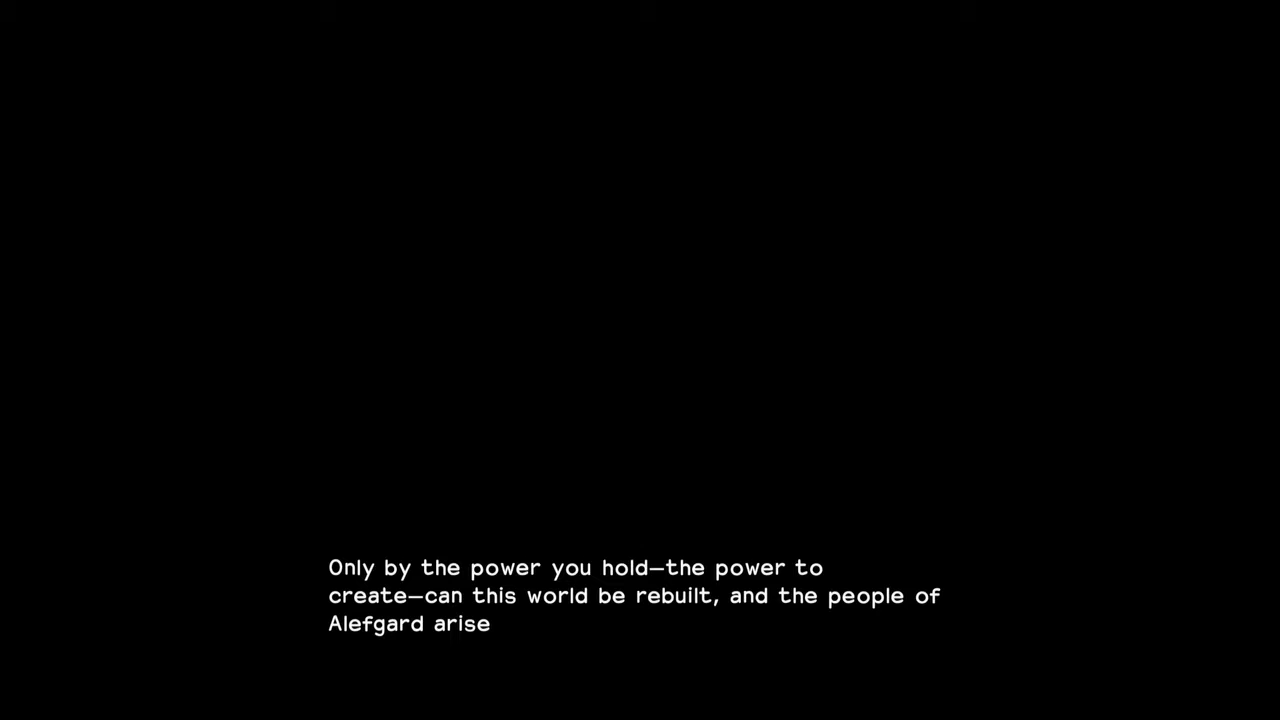 Only by the power you hold—the power to
create—can this world be rebuilt, and the people of
Alefgard arise